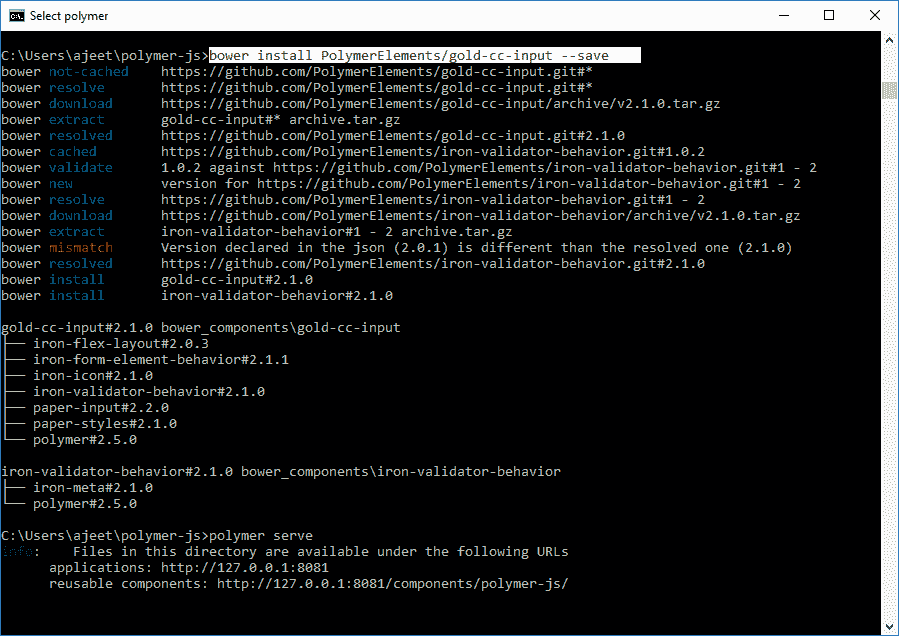 Select polymer
C:\Users\ajeet\polymer-js>bower install PolymerElements/gold-cc-input --save
bower not-cached https://github.com/PolymerElements/gold-cc-input.git#*
bower resolve https://github.com/PolymerElements/gold-cc-input.git#*
bower download https://github.com/PolymerElements/gold-cc-input/archive/v2.1.0.tar.gz
bower extract gold-cc-input#* archive.tar.gz
bower resolved https://github.com/PolymerElements/gold-cc-input.git#2.1.0
bower cached https://github.com/PolymerElements/iron-validator-behavior.git#1.0.2
bower validate 1.0.2 against https://github.com/PolymerElements/iron-validator-behavior.git#1 - 2
bower new version for https://github.com/PolymerElements/iron-validator-behavior.git#1 - 2
bower resolve https://github.com/PolymerElements/iron-validator-behavior.git#1 - 2
bower download https://github.com/PolymerElements/iron-validator-behavior/archive/v2.1.0.tar.gz
bower extract iron-validator-behavior#1 - 2 archive.tar.gz
bower mismatch Version declared in the json (2.0.1) is different than the resolved one (2.1.0)
bower resolved https://github.com/PolymerElements/iron-validator-behavior.git#2.1.0
bower install gold-cc-input#2.1.0
bower install iron-validator-behavior#2.1.0
gold-cc-input#2.1.0 bower_components\gold-cc-input
iron-flex-layout#2.0.3
iron-form-element-behavior#2.1.1
iron-icon#2.1.0
iron-validator-behavior#2.1.0
paper-input#2.2.0
paper-styles#2.1.0
polymer#2.5.0
iron-validator-behavior#2.1.0 bower_components\iron-validator-behavior
iron-meta#2.1.0
polymer#2.5.0
C:\Users\ajeet\polymer-js>polymer serve
info: Files in this directory are available under the following URLs
applications: http://127.0.0.1:8081
reusable components: http://127.0.0.1:8081/components/polymer-js/